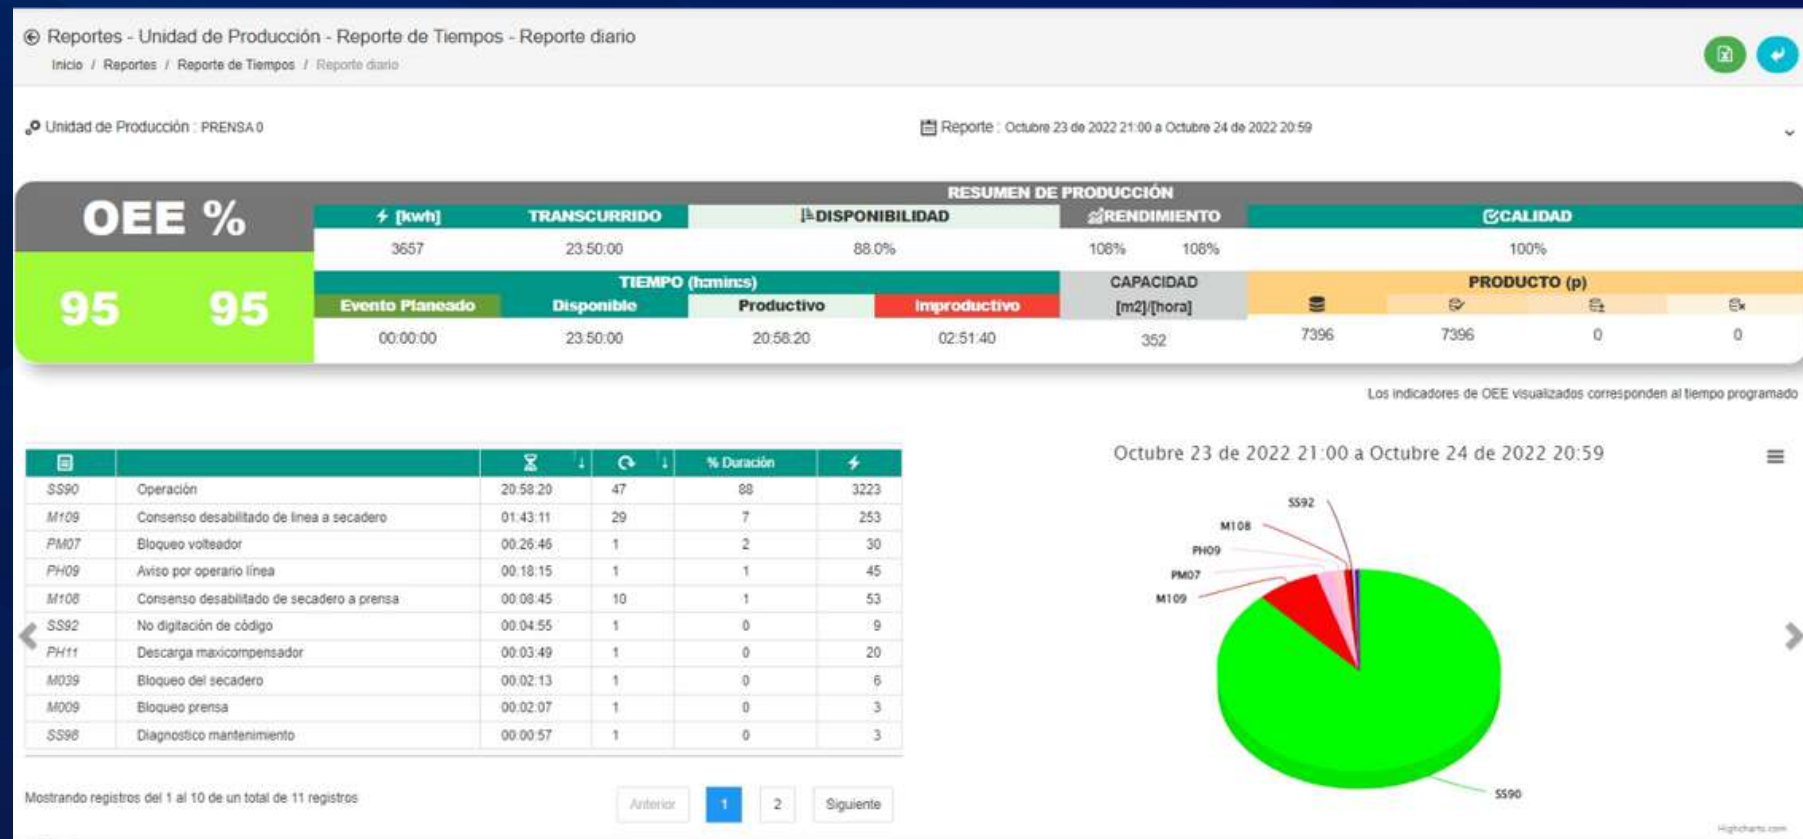 Reportes - Unidad de Producción - Reporte de Tiempos - Reporte diario
Inicio / Reportes / Reporte de Tiempos / Reporte diario
Unidad de Producción : PRENSA 0
Reporte : Octubre 23 de 2022 21:00 a Octubre 24 de 2022 20:59
OEE %
95 95
RESUMEN DE PRODUCCIÓN
[kwh] TRANSCURRIDO DISPONIBILIDAD RENDIMIENTO CALIDAD
3657 23:50:00 88.0% 108% 108% 100%
TIEMPO (h:min:s) CAPACIDAD PRODUCTO (p)
Evento Planeado Disponible Productivo Improductivo [m2]/[hora]
00:00:00 23:50:00 20:58:20 02:51:40 352 7396 7396 0 0
Los indicadores de OEE visualizados corresponden al tiempo programado
% Duración
SS90 Operación 20:58:20 47 88 3223
M109 Consenso desabilitado de linea a secadero 01:43:11 29 7 253
PM07 Bloqueo volteador 00:26:46 1 2 30
PH09 Aviso por operario línea 00:18:15 1 1 45
M108 Consenso desabilitado de secadero a prensa 00:08:45 10 1 53
SS92 No digitación de código 00:04:55 1 0 9
PH11 Descarga maxicompensador 00:03:49 1 0 20
M039 Bloqueo del secadero 00:02:13 1 0 6
M009 Bloqueo prensa 00:02:07 1 0 3
SS98 Diagnostico mantenimiento 00:00:57 1 0 3
Mostrando registros del 1 al 10 de un total de 11 registros
Anterior 1 2 Siguiente
Octubre 23 de 2022 21:00 a Octubre 24 de 2022 20:59
SS92
M108
PH09
PM07
M109
SS90
Highcharts.com